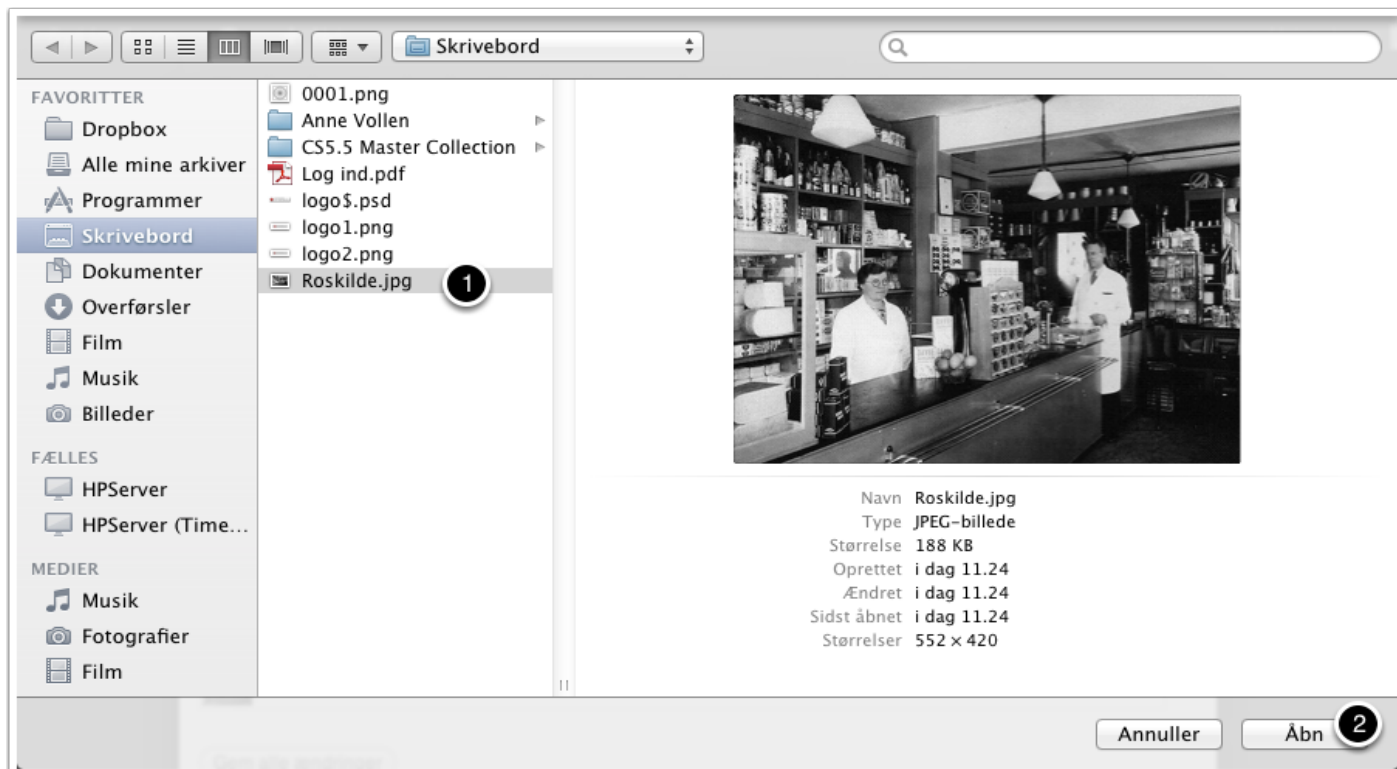 Skrivebord
FAVORITTER
Dropbox
Alle mine arkiver
Programmer
Skrivebord
Dokumenter
Overførsler
Film
Musik
Billeder
FÆLLES
HPServer
HPServer (Time...
MEDIER
Musik
Fotografier
Film
0001.png
Anne Vollen
CS5.5 Master Collection
Log ind.pdf
logo$.psd
logo1.png
logo2.png
Roskilde.jpg 1
Navn Roskilde.jpg
Type JPEG-billede
Størrelse 188 KB
Oprettet i dag 11.24
Ændret i dag 11.24
Sidst åbnet i dag 11.24
Størrelser 552 × 420
Annuller Åbn 2